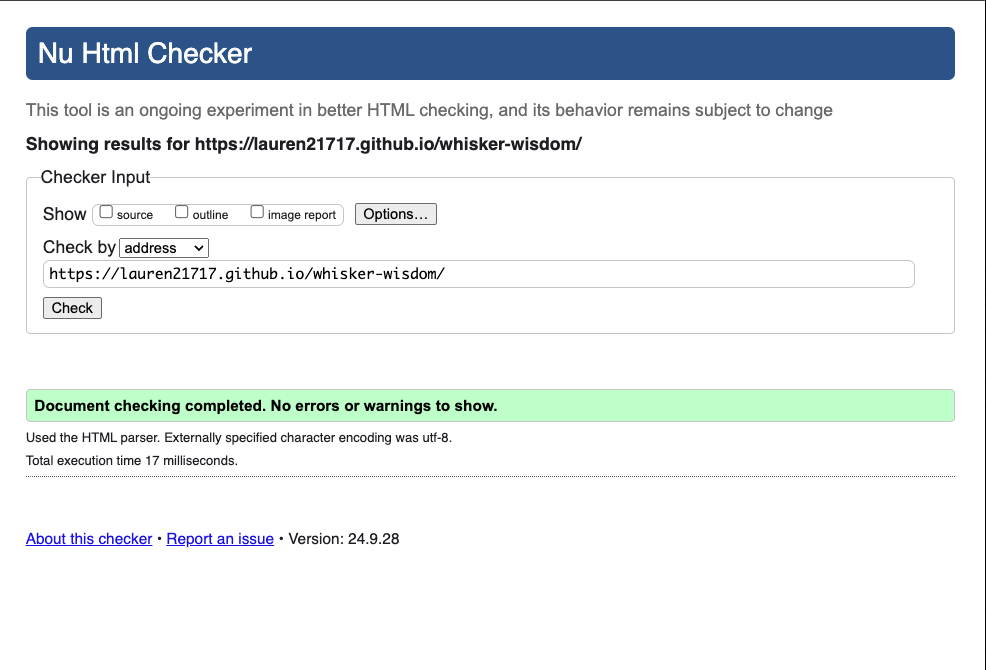 Nu Html Checker
This tool is an ongoing experiment in better HTML checking, and its behavior remains subject to change
Showing results for https://lauren21717.github.io/whisker-wisdom/
Checker Input
Show source outline image report Options...
Check by address
https://lauren21717.github.io/whisker-wisdom/
Check
Document checking completed. No errors or warnings to show.
Used the HTML parser. Externally specified character encoding was utf-8.
Total execution time 17 milliseconds.
About this checker • Report an issue • Version: 24.9.28